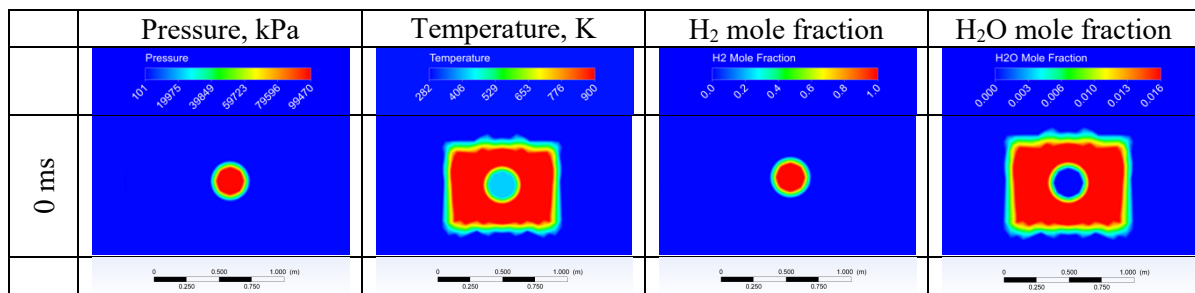 Pressure, kPa
Temperature, K
H₂ mole fraction
H₂O mole fraction
Pressure
101 19975 39849 59723 79596 99470
Temperature
282 406 529 653 776 900
H2 Mole Fraction
0.0 0.2 0.4 0.6 0.8 1.0
H2O Mole Fraction
0.000 0.003 0.006 0.010 0.013 0.016
0 ms
0 0.500 1.000 (m)
0.250 0.750
0 0.500 1.000 (m)
0.250 0.750
0 0.500 1.000 (m)
0.250 0.750
0 0.500 1.000 (m)
0.250 0.750